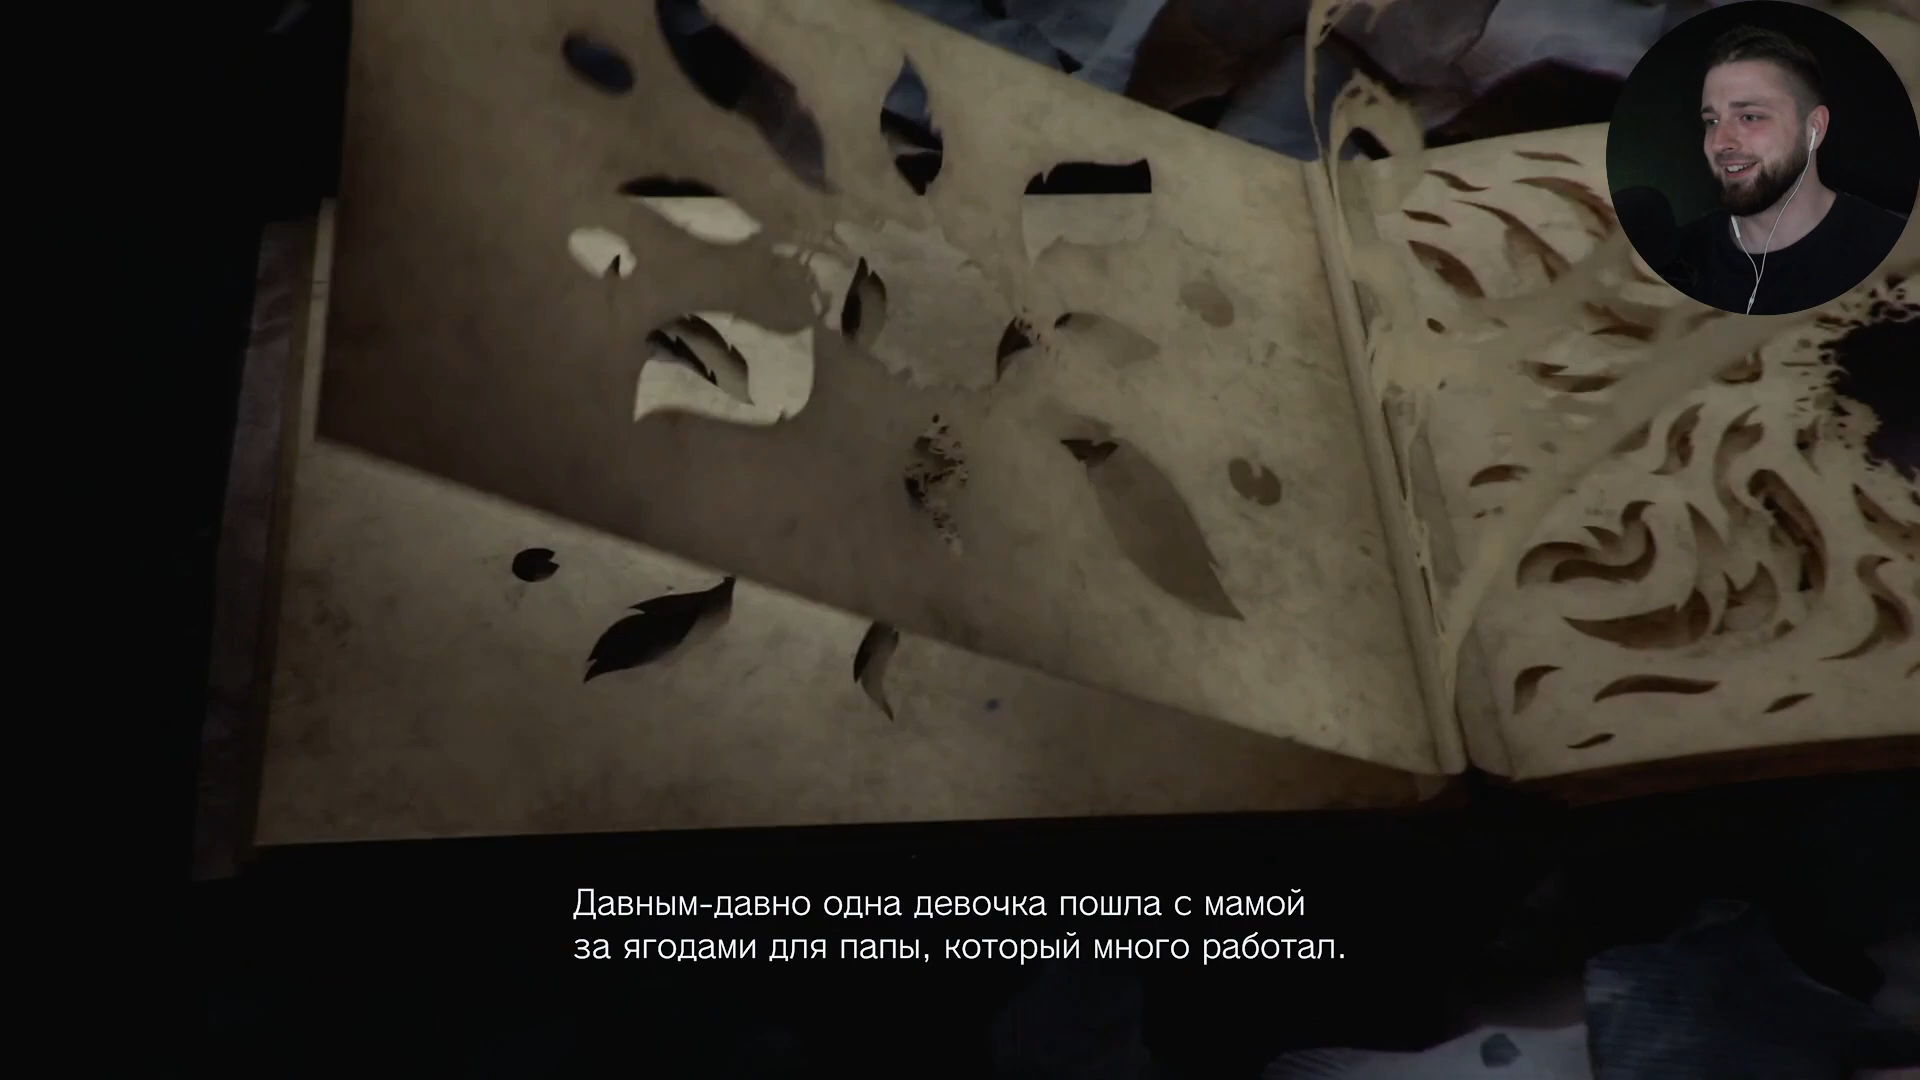 Давным-давно одна девочка пошла с мамой
за ягодами для папы, который много работал.